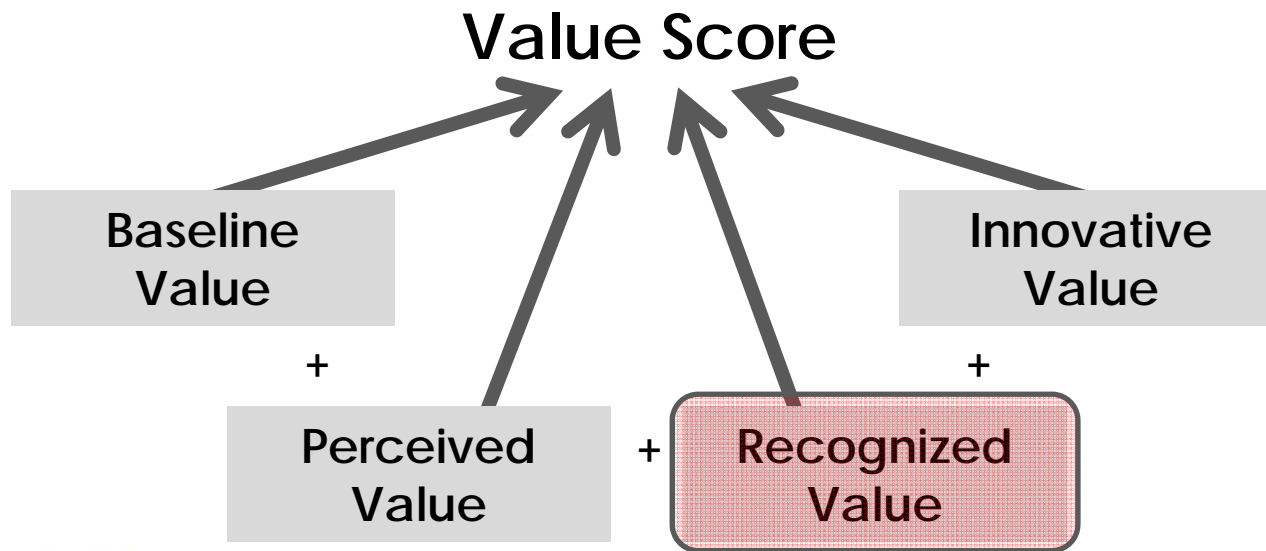 Value Score
Baseline
Value
Innovative
Value
+
+
Perceived
Value
+
Recognized
Value